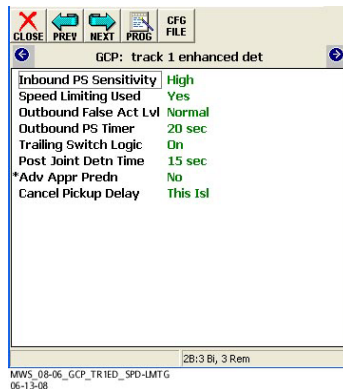 CLOSE PREV NEXT PROG CFG FILE
GCP: track 1 enhanced det
Inbound PS Sensitivity High
Speed Limiting Used Yes
Outbound False Act Lvl Normal
Outbound PS Timer 20 sec
Trailing Switch Logic On
Post Joint Detn Time 15 sec
*Adv Appr Predn No
Cancel Pickup Delay This Isl
2B:3 Bi, 3 Rem
MWS_08-06_GCP_TR1ED_SPD-LMTG
06-13-08